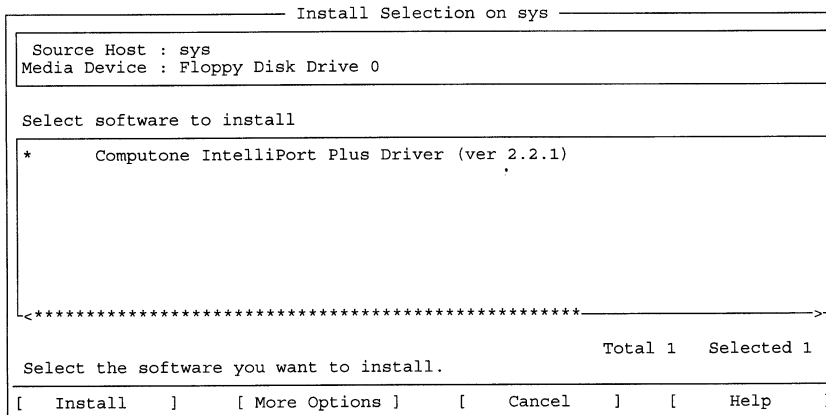 Install Selection on sys
Source Host : sys
Media Device : Floppy Disk Drive 0
Select software to install
* Computone IntelliPort Plus Driver (ver 2.2.1)
<*****************************************************>
Total 1 Selected 1
Select the software you want to install.
[ Install ] [ More Options ] [ Cancel ] [ Help ]